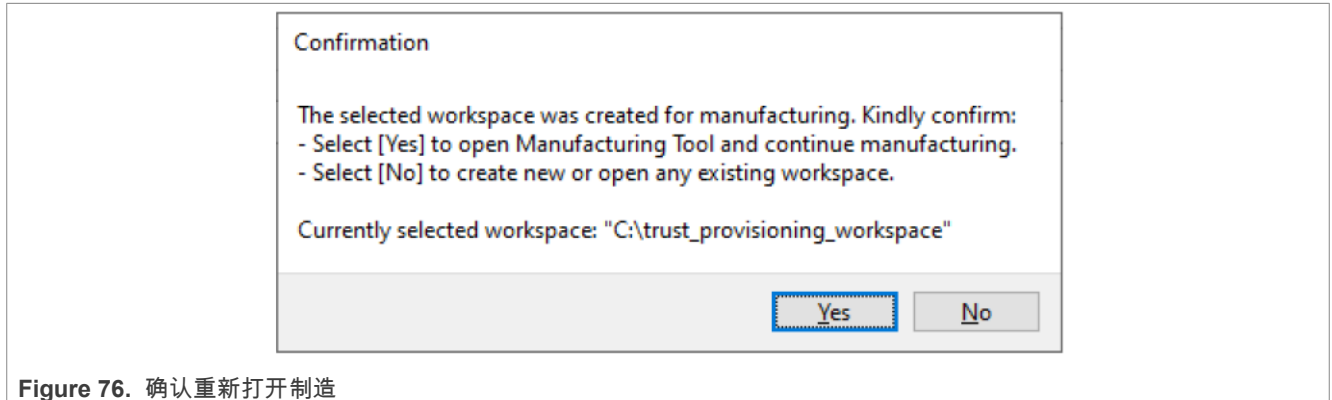 Confirmation
The selected workspace was created for manufacturing. Kindly confirm:
- Select [Yes] to open Manufacturing Tool and continue manufacturing.
- Select [No] to create new or open any existing workspace.
Currently selected workspace: "C:\trust_provisioning_workspace"
Yes No
Figure 76. 确认重新打开制造